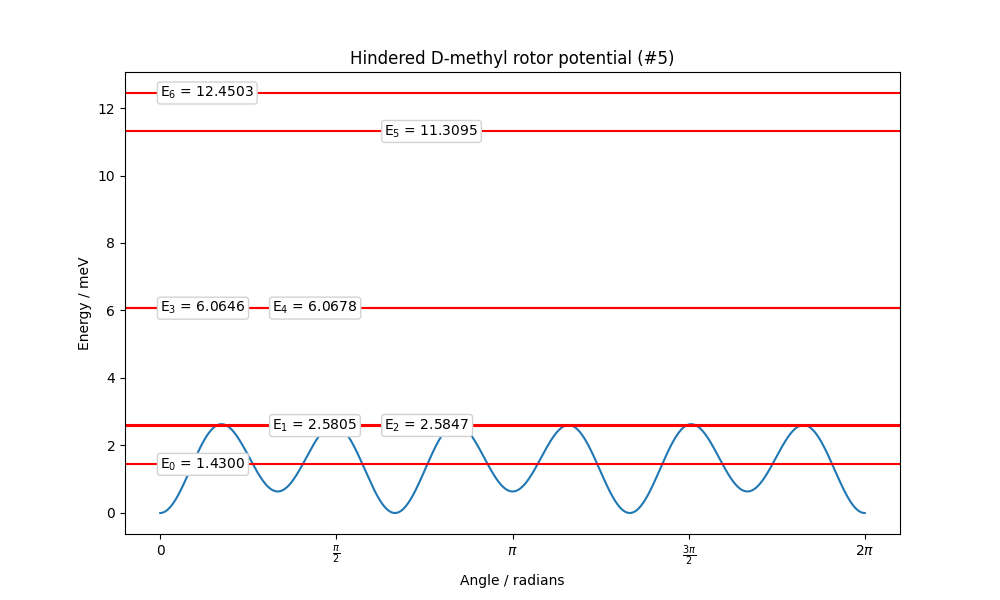 Hindered D-methyl rotor potential (#5)
Energy / meV
12
10
8
6
4
2
0
E₆ = 12.4503
E₅ = 11.3095
E₃ = 6.0646 E₄ = 6.0678
E₁ = 2.5805 E₂ = 2.5847
E₀ = 1.4300
0 π/2 π 3π/2 2π
Angle / radians